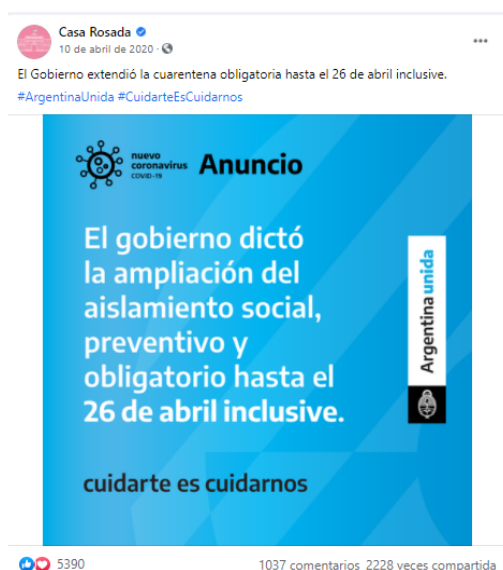 Casa Rosada
10 de abril de 2020 ·
El Gobierno extendió la cuarentena obligatoria hasta el 26 de abril inclusive.
#ArgentinaUnida #CuidarteEsCuidarnos
nuevo
coronavirus
COVID-19
Anuncio
El gobierno dictó
la ampliación del
aislamiento social,
preventivo y
obligatorio hasta el
26 de abril inclusive.
Argentina unida
cuidarte es cuidarnos
5390
1037 comentarios 2228 veces compartida